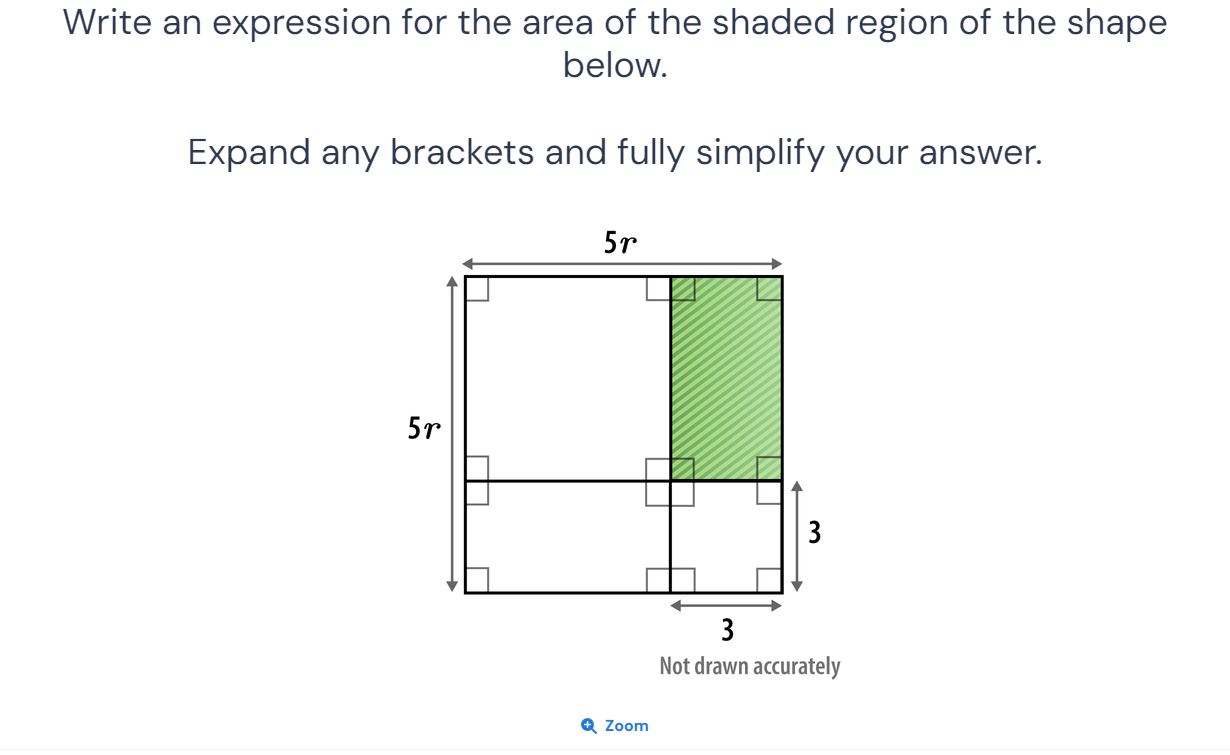 Write an expression for the area of the shaded region of the shape
below.
Expand any brackets and fully simplify your answer.
5r
5r
3
3
Not drawn accurately
Zoom